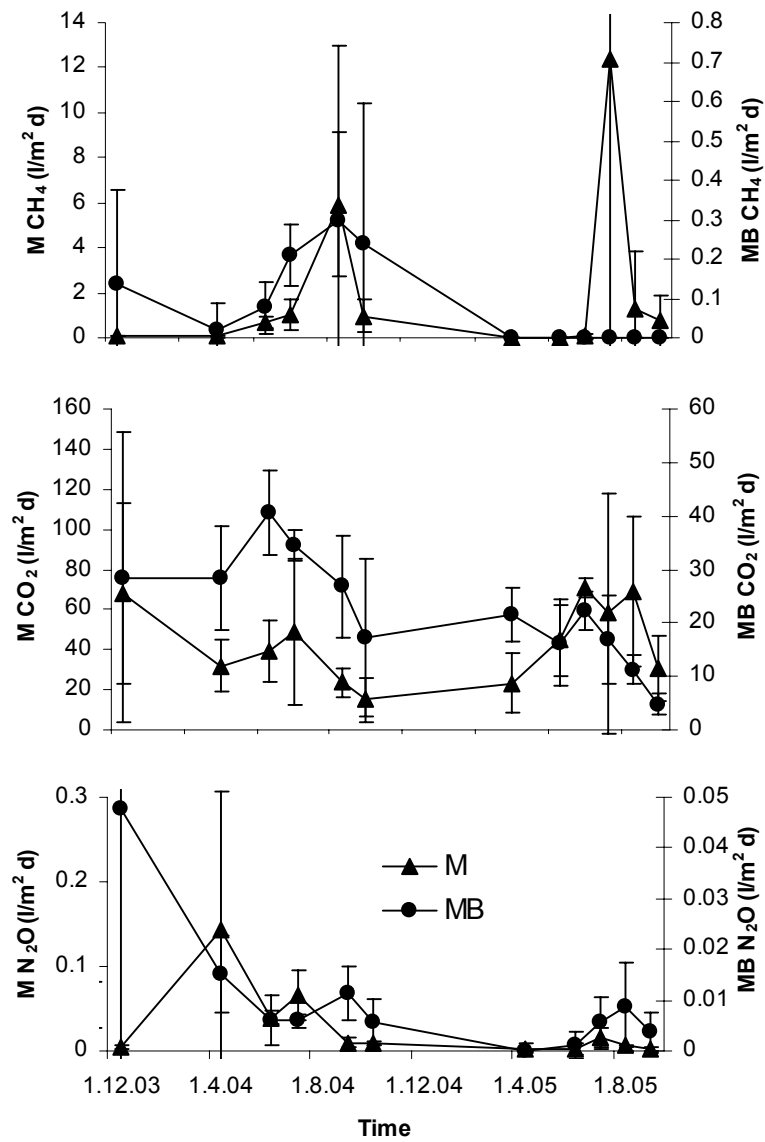 14 0.8
12 0.7
10 0.6
8 0.5
6 0.4
4 0.3
2 0.2
0 0.1
0
M CH₄ (l/m² d)
MB CH₄ (l/m² d)
160 60
140 50
120 40
100 30
80 20
60 10
40 0
20
0
M CO₂ (l/m² d)
MB CO₂ (l/m² d)
0.3 0.05
0.2 0.04
0.1 0.03
0 0.02
0.01
0
M N₂O (l/m² d)
MB N₂O (l/m² d)
M
MB
1.12.03 1.4.04 1.8.04 1.12.04 1.4.05 1.8.05
Time